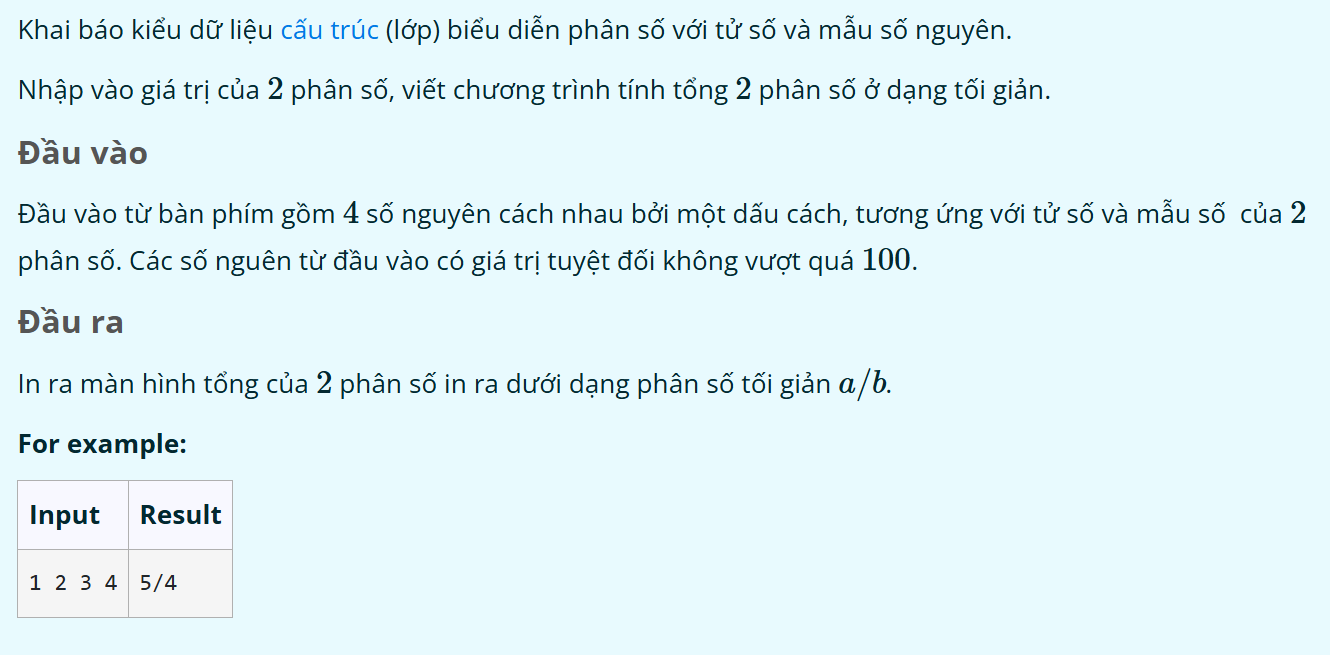 Khai báo kiểu dữ liệu cấu trúc (lớp) biểu diễn phân số với tử số và mẫu số nguyên.
Nhập vào giá trị của 2 phân số, viết chương trình tính tổng 2 phân số ở dạng tối giản.
Đầu vào
Đầu vào từ bàn phím gồm 4 số nguyên cách nhau bởi một dấu cách, tương ứng với tử số và mẫu số của 2
phân số. Các số nguên từ đầu vào có giá trị tuyệt đối không vượt quá 100.
Đầu ra
In ra màn hình tổng của 2 phân số in ra dưới dạng phân số tối giản a/b.
For example:
Input Result
1 2 3 4 5/4